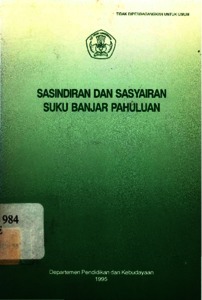 TIDAK DIPERDAGANGKAN UNTUK UMUM
SASINDIRAN DAN SASYAIRAN
SUKU BANJAR PAHULUAN
984
Departemen Pendidikan dan Kebudayaan
1995